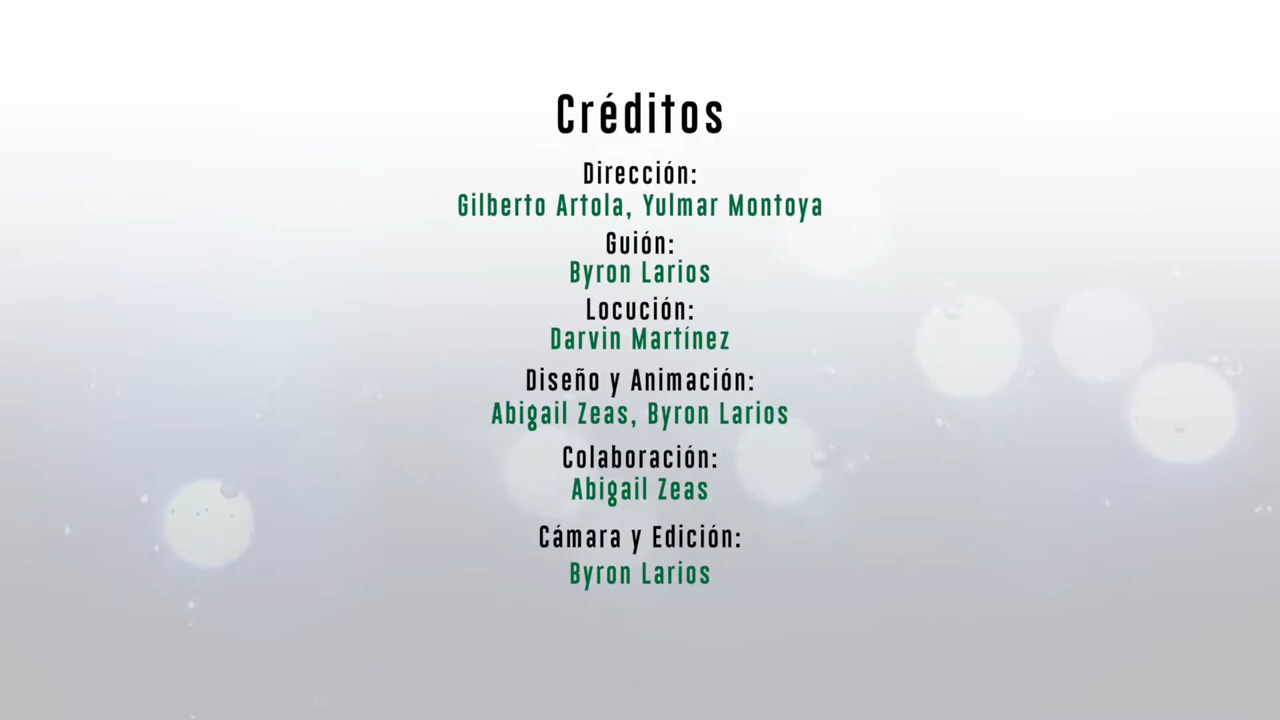 Créditos
Dirección:
Gilberto Artola, Yulmar Montoya
Guión:
Byron Larios
Locución:
Darvin Martínez
Diseño y Animación:
Abigail Zeas, Byron Larios
Colaboración:
Abigail Zeas
Cámara y Edición:
Byron Larios